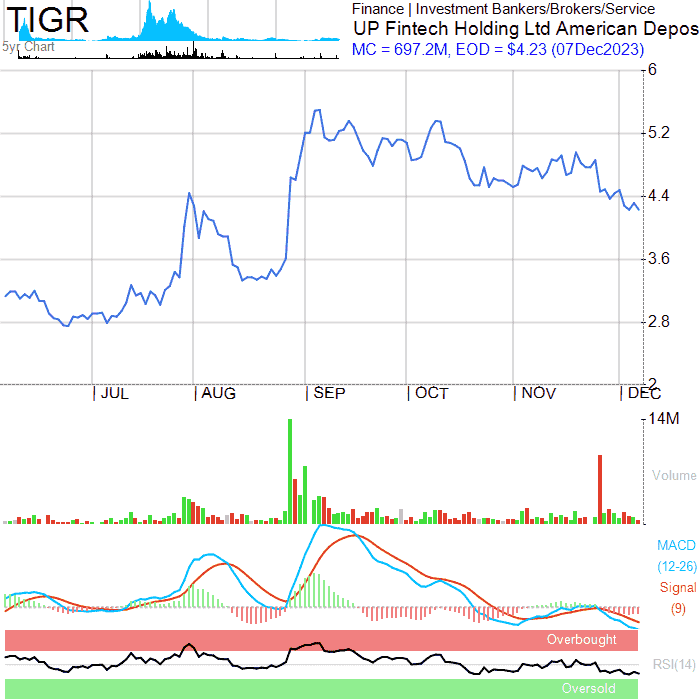 TIGR
5yr Chart
Finance | Investment Bankers/Brokers/Service
UP Fintech Holding Ltd American Depos
MC = 697.2M, EOD = $4.23 (07Dec2023)
6
5.2
4.4
3.6
2.8
2
JUL
AUG
SEP
OCT
NOV
DEC
14M
Volume
MACD
(12-26)
Signal
(9)
Overbought
RSI(14)
Oversold